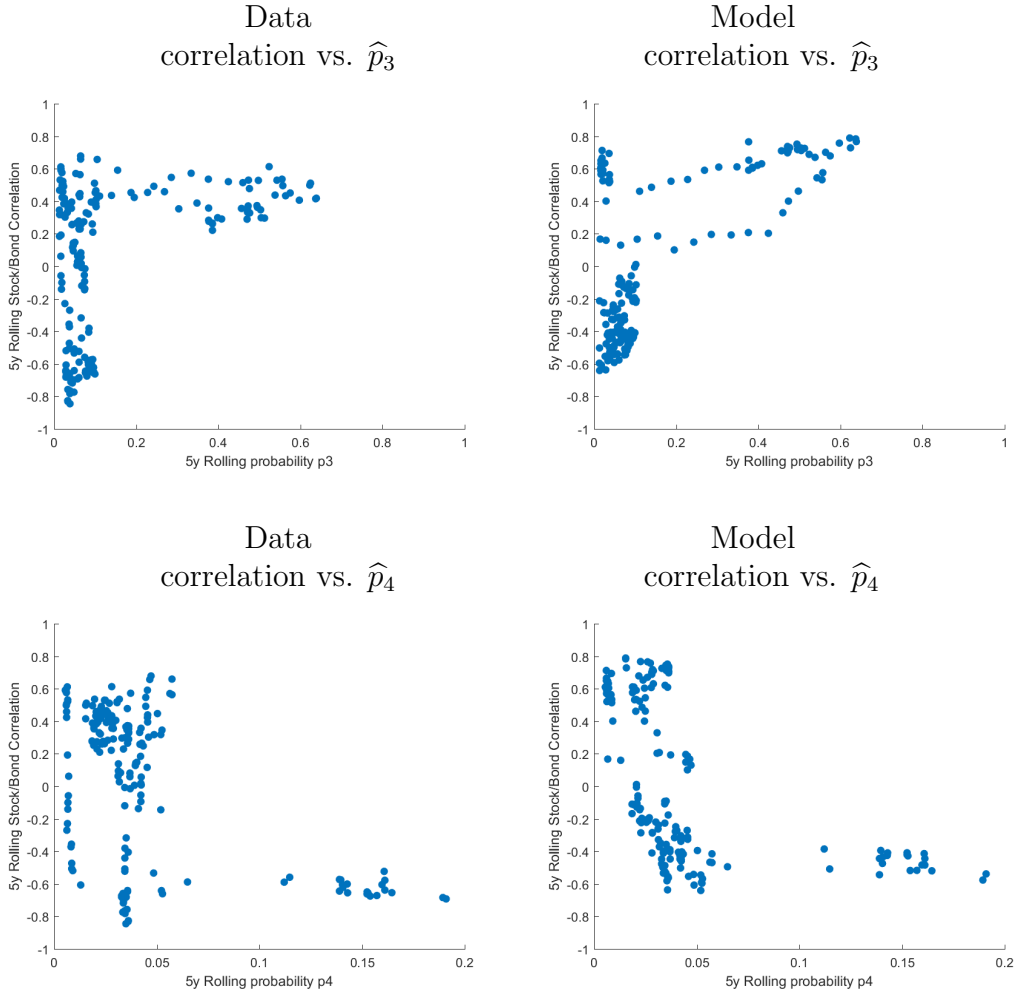 Data
correlation vs. p̂₃
1
0.8
0.6
0.4
0.2
0
-0.2
-0.4
-0.6
-0.8
-1
0 0.2 0.4 0.6 0.8 1
5y Rolling Stock/Bond Correlation
5y Rolling probability p3
Model
correlation vs. p̂₃
1
0.8
0.6
0.4
0.2
0
-0.2
-0.4
-0.6
-0.8
-1
0 0.2 0.4 0.6 0.8 1
5y Rolling Stock/Bond Correlation
5y Rolling probability p3
Data
correlation vs. p̂₄
1
0.8
0.6
0.4
0.2
0
-0.2
-0.4
-0.6
-0.8
-1
0 0.05 0.1 0.15 0.2
5y Rolling Stock/Bond Correlation
5y Rolling probability p4
Model
correlation vs. p̂₄
1
0.8
0.6
0.4
0.2
0
-0.2
-0.4
-0.6
-0.8
-1
0 0.05 0.1 0.15 0.2
5y Rolling Stock/Bond Correlation
5y Rolling probability p4